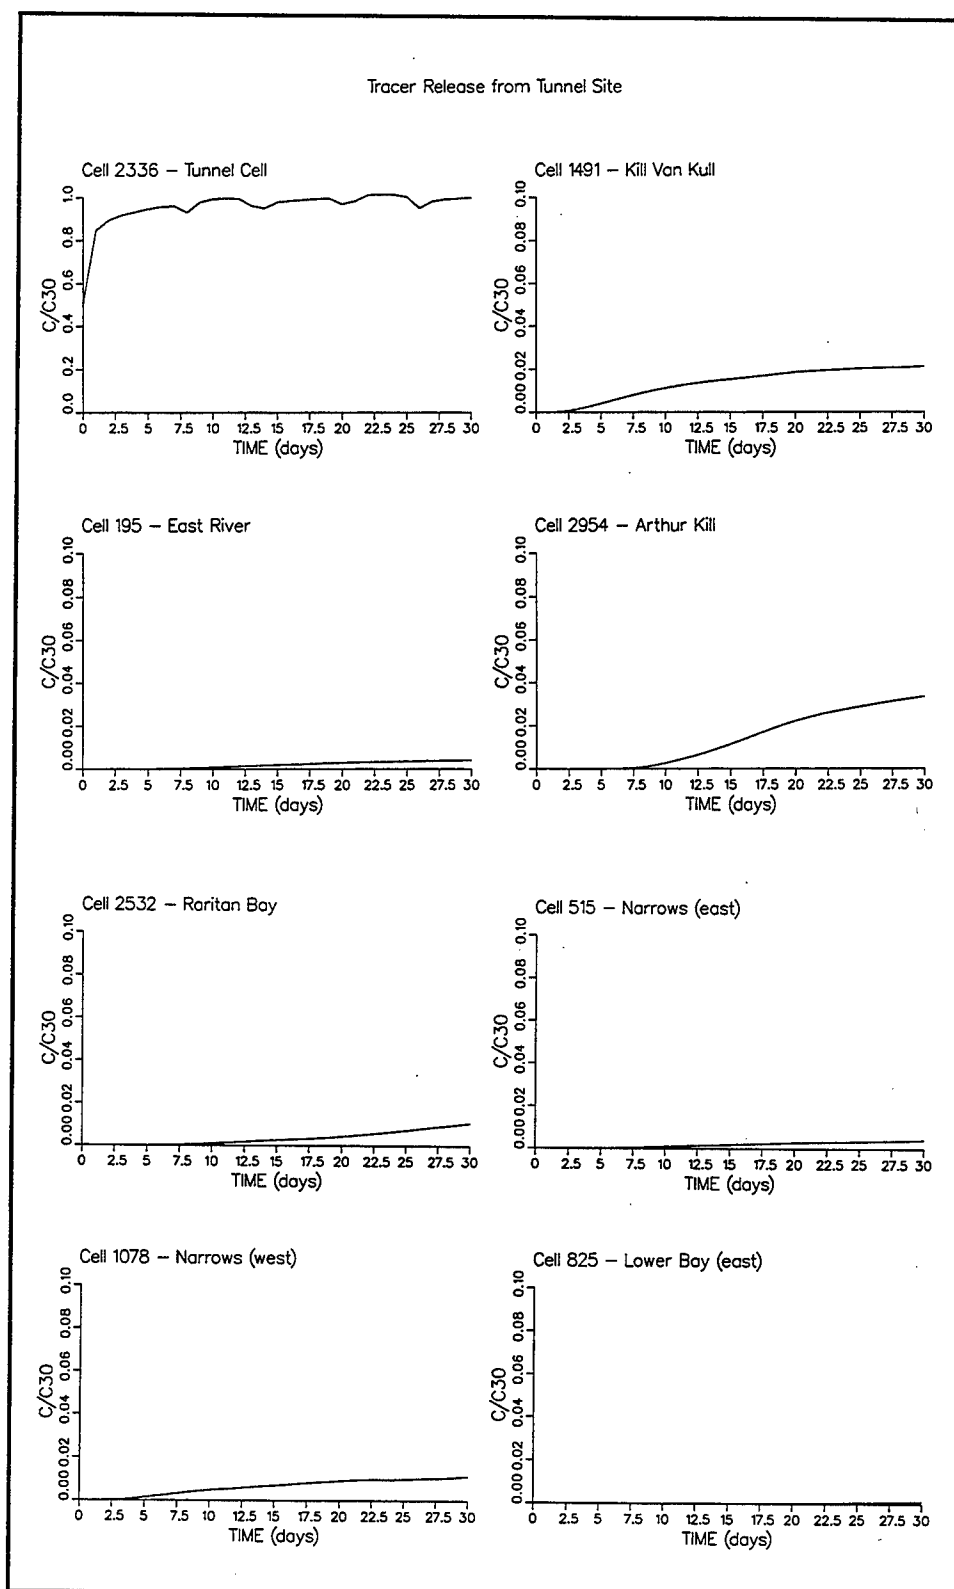 Tracer Release from Tunnel Site
Cell 2336 – Tunnel Cell
C/C30
0.0 0.2 0.4 0.6 0.8 1.0
0 2.5 5 7.5 10 12.5 15 17.5 20 22.5 25 27.5 30
TIME (days)
Cell 1491 – Kill Van Kull
C/C30
0.00 0.02 0.04 0.06 0.08 0.10
0 2.5 5 7.5 10 12.5 15 17.5 20 22.5 25 27.5 30
TIME (days)
Cell 195 – East River
C/C30
0.00 0.02 0.04 0.06 0.08 0.10
0 2.5 5 7.5 10 12.5 15 17.5 20 22.5 25 27.5 30
TIME (days)
Cell 2954 – Arthur Kill
C/C30
0.00 0.02 0.04 0.06 0.08 0.10
0 2.5 5 7.5 10 12.5 15 17.5 20 22.5 25 27.5 30
TIME (days)
Cell 2532 – Raritan Bay
C/C30
0.00 0.02 0.04 0.06 0.08 0.10
0 2.5 5 7.5 10 12.5 15 17.5 20 22.5 25 27.5 30
TIME (days)
Cell 515 – Narrows (east)
C/C30
0.00 0.02 0.04 0.06 0.08 0.10
0 2.5 5 7.5 10 12.5 15 17.5 20 22.5 25 27.5 30
TIME (days)
Cell 1078 – Narrows (west)
C/C30
0.00 0.02 0.04 0.06 0.08 0.10
0 2.5 5 7.5 10 12.5 15 17.5 20 22.5 25 27.5 30
TIME (days)
Cell 825 – Lower Bay (east)
C/C30
0.00 0.02 0.04 0.06 0.08 0.10
0 2.5 5 7.5 10 12.5 15 17.5 20 22.5 25 27.5 30
TIME (days)